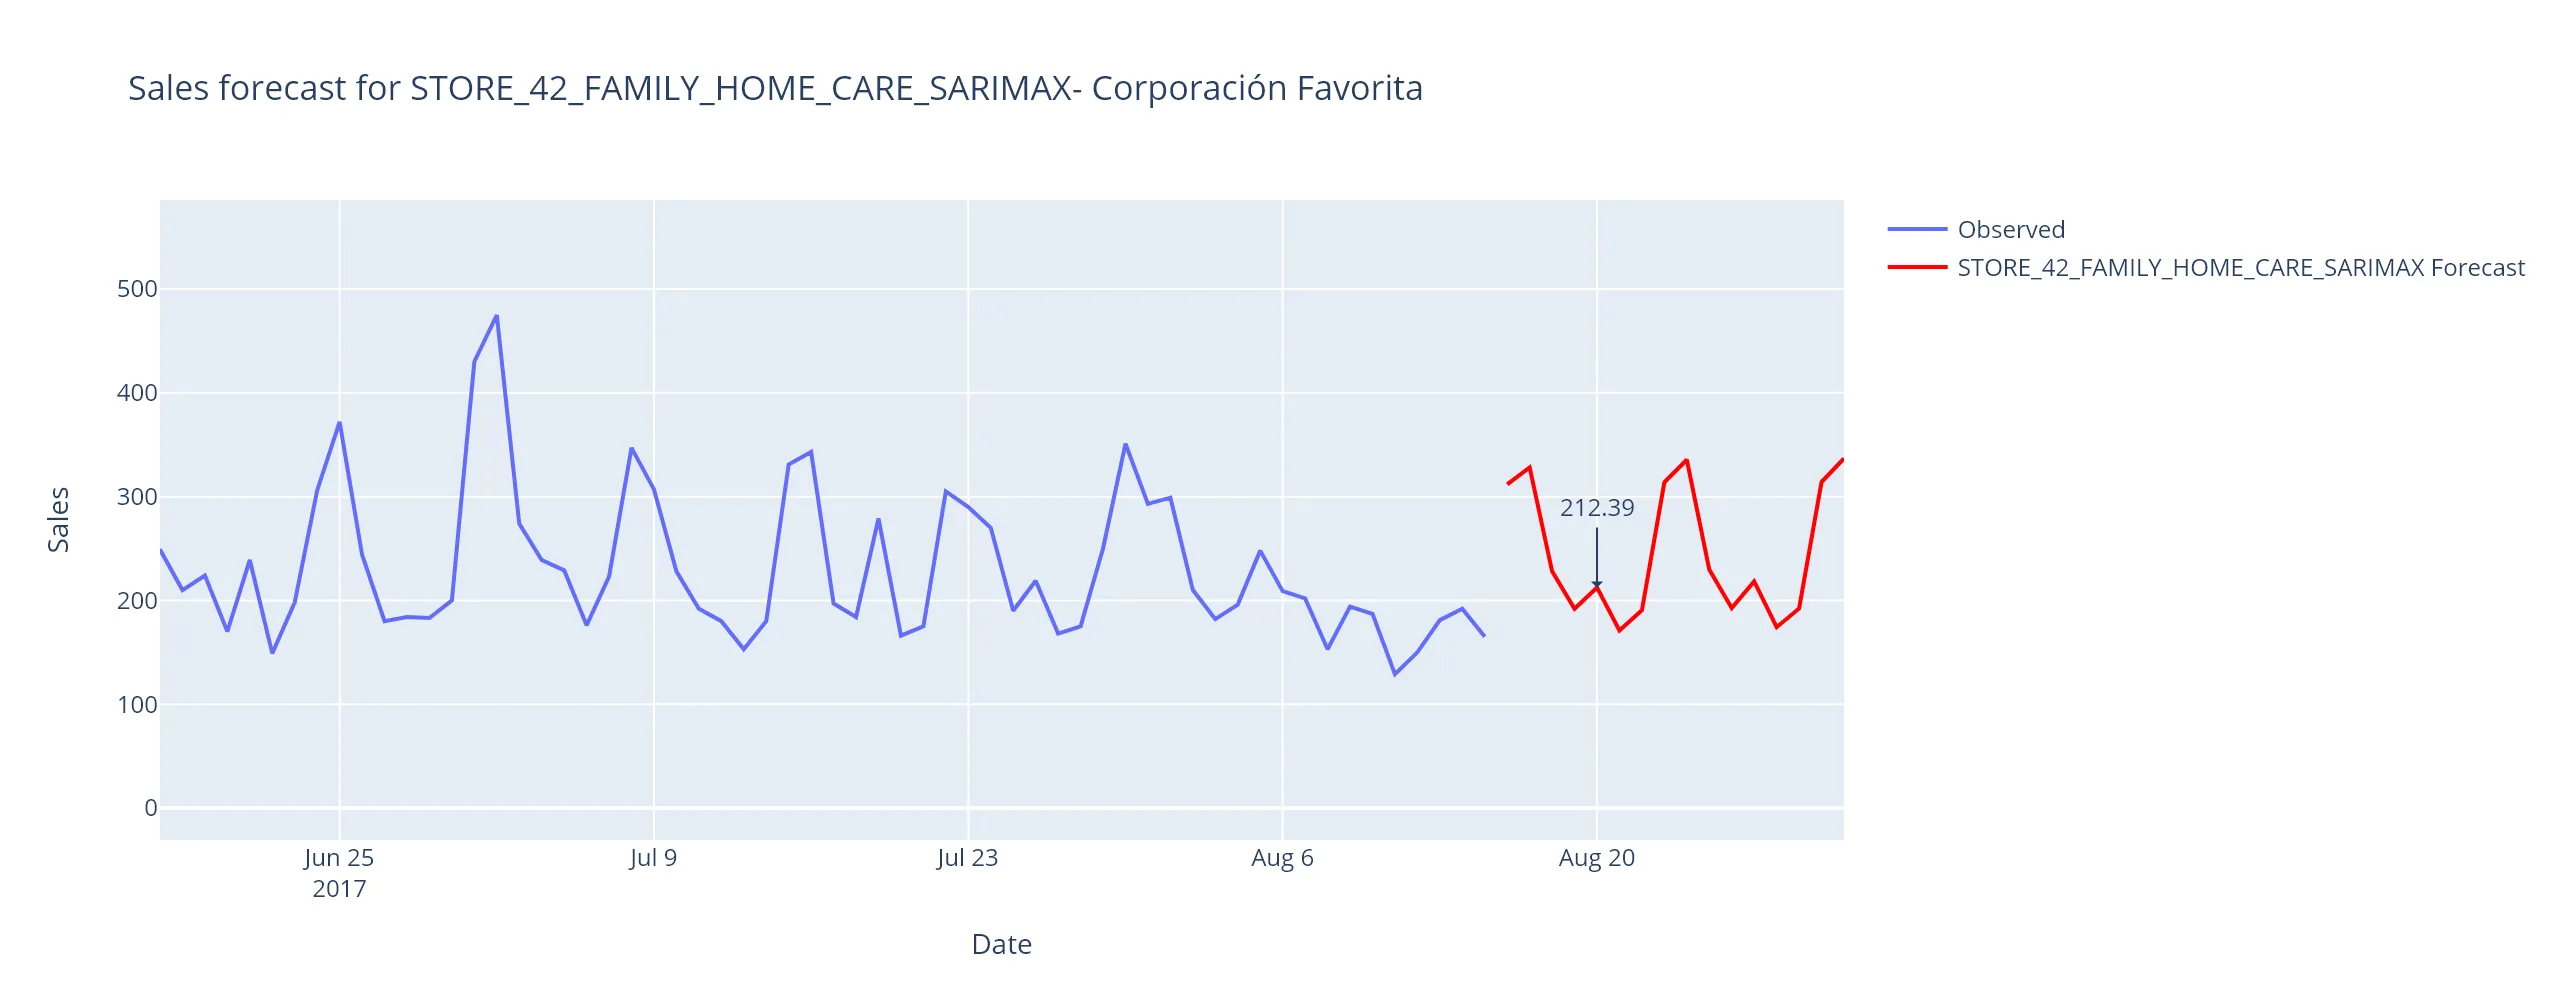 Sales forecast for STORE_42_FAMILY_HOME_CARE_SARIMAX- Corporación Favorita
Observed
STORE_42_FAMILY_HOME_CARE_SARIMAX Forecast
500
400
300
200
100
0
Sales
212.39
Jun 25
2017
Jul 9
Jul 23
Aug 6
Aug 20
Date